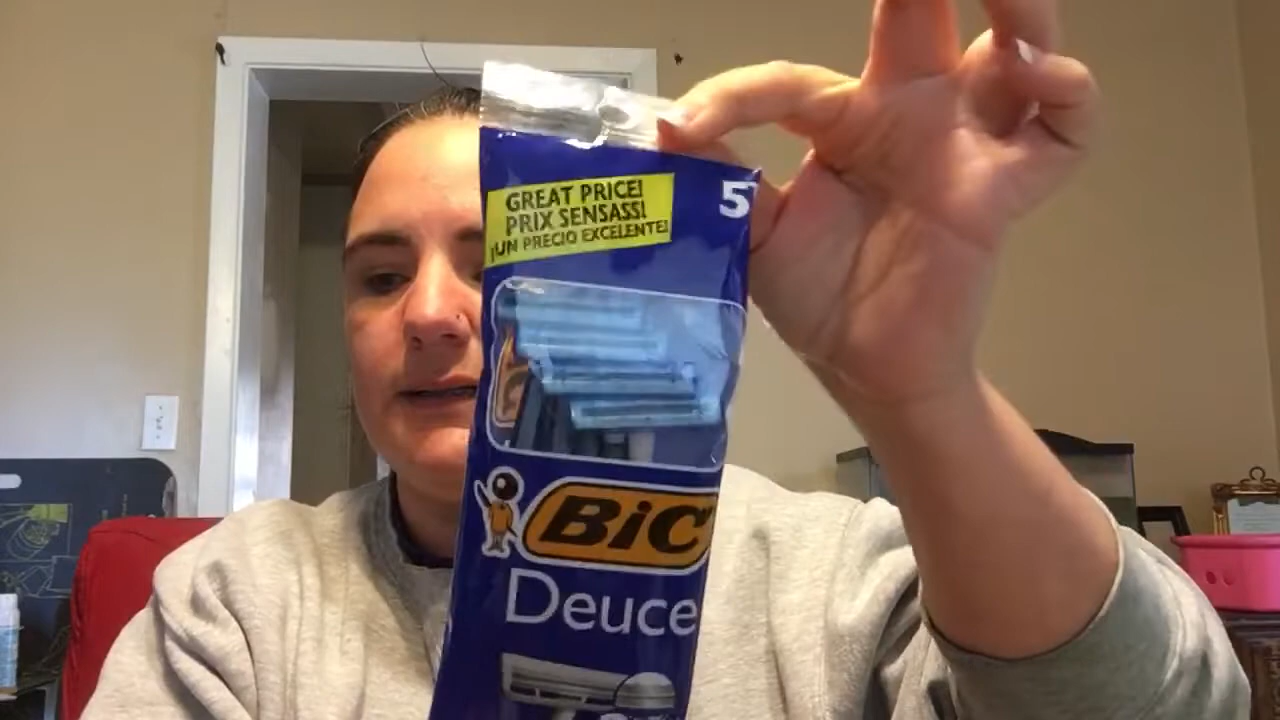 GREAT PRICE!
PRIX SENSASS!
¡UN PRECIO EXCELENTE!
5
BiC
Deuce